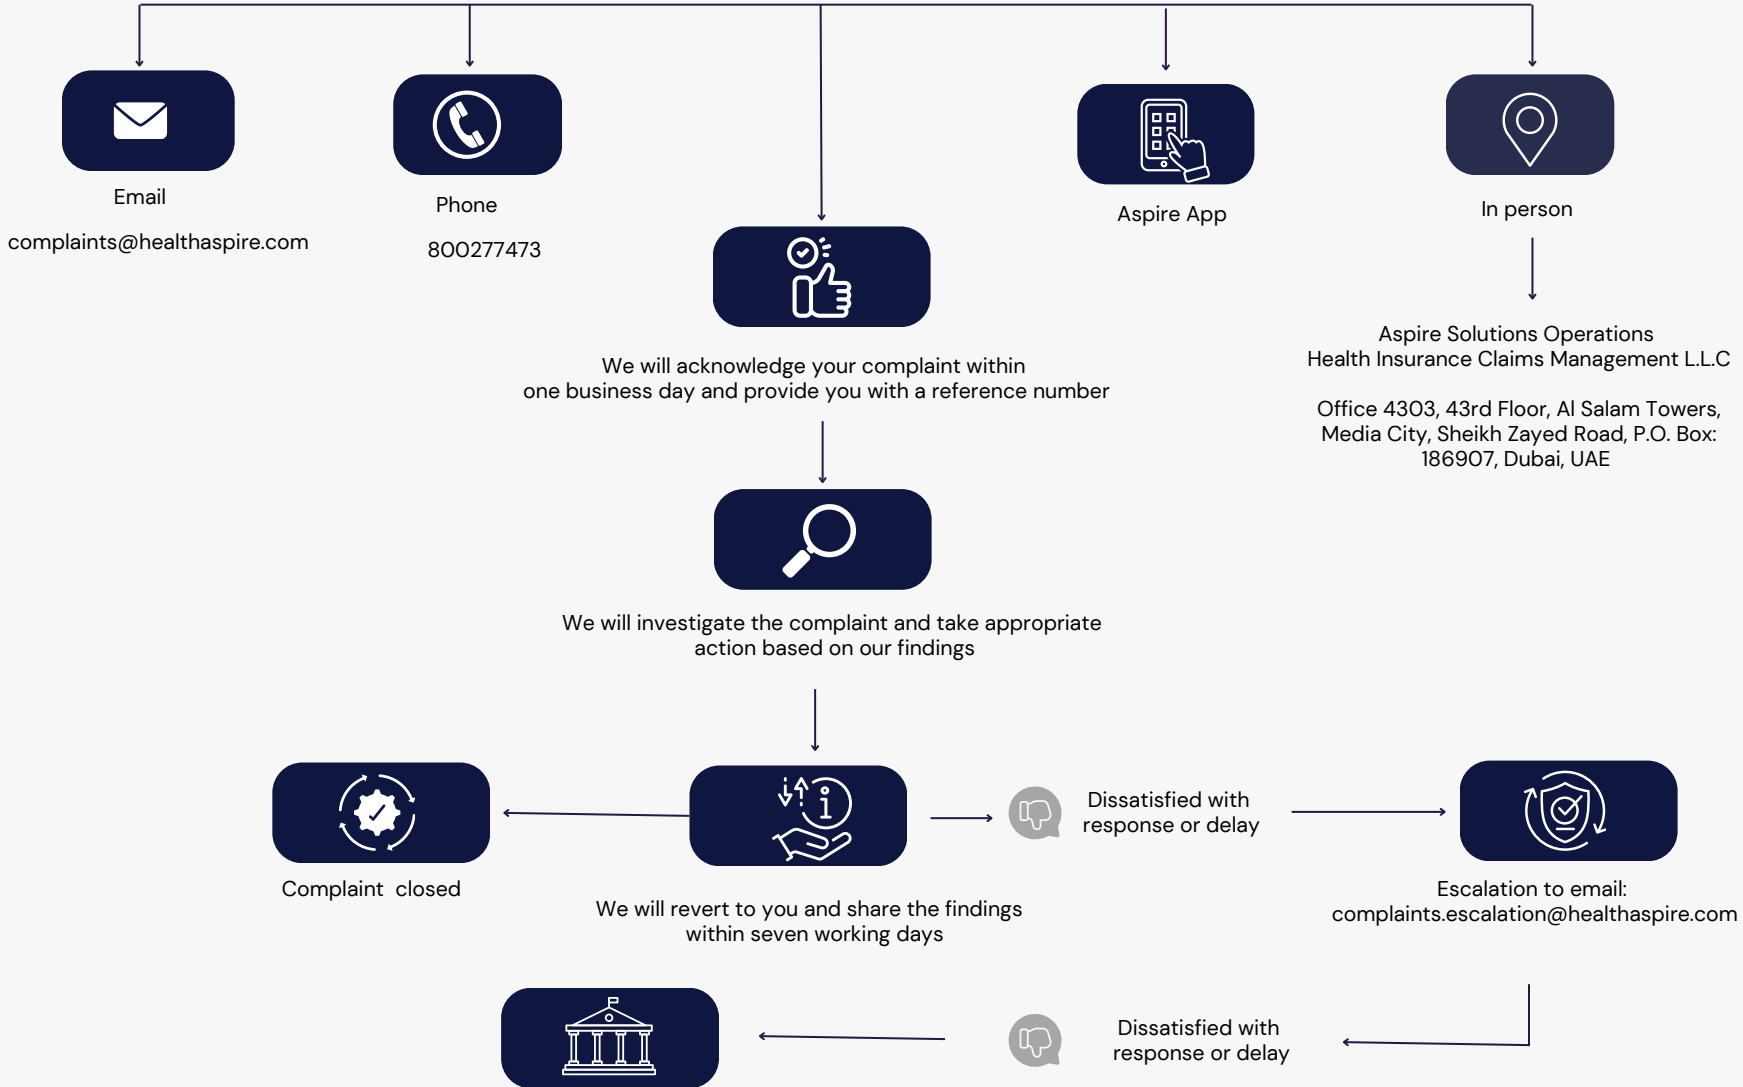 Email
complaints@healthaspire.com
Phone
800277473
Aspire App
In person
Aspire Solutions Operations
Health Insurance Claims Management L.L.C
Office 4303, 43rd Floor, Al Salam Towers,
Media City, Sheikh Zayed Road, P.O. Box:
186907, Dubai, UAE
We will acknowledge your complaint within
one business day and provide you with a reference number
We will investigate the complaint and take appropriate
action based on our findings
Complaint closed
We will revert to you and share the findings
within seven working days
Dissatisfied with
response or delay
Escalation to email:
complaints.escalation@healthaspire.com
Dissatisfied with
response or delay